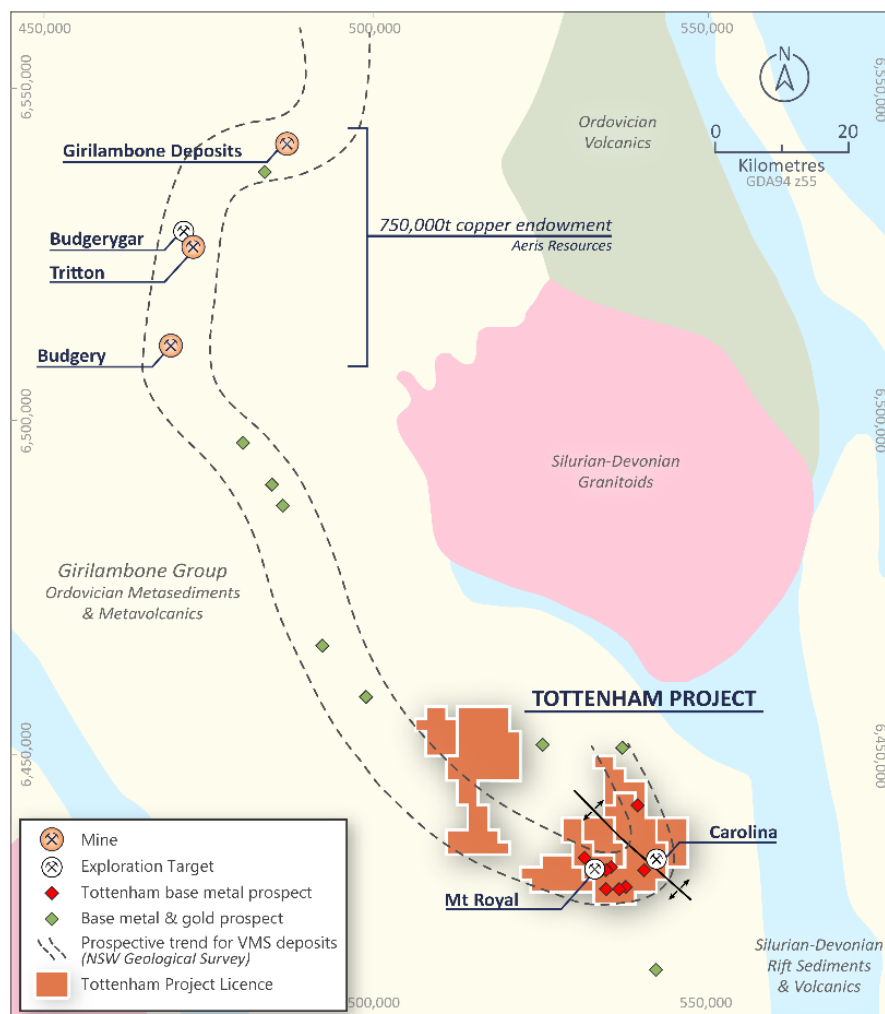 450,000
500,000
550,000
6,550,000
6,550,000
N
0
20
Kilometres
GDA94 z55
Ordovician
Volcanics
Girilambone Deposits
750,000t copper endowment
Aeris Resources
Budgerygar
Tritton
Budgery
6,500,000
6,500,000
Silurian-Devonian
Granitoids
Girilambone Group
Ordovician Metasediments
& Metavolcanics
TOTTENHAM PROJECT
6,450,000
6,450,000
Carolina
Mt Royal
Mine
Exploration Target
Tottenham base metal prospect
Base metal & gold prospect
Prospective trend for VMS deposits
(NSW Geological Survey)
Tottenham Project Licence
Silurian-Devonian
Rift Sediments
& Volcanics
500,000
550,000